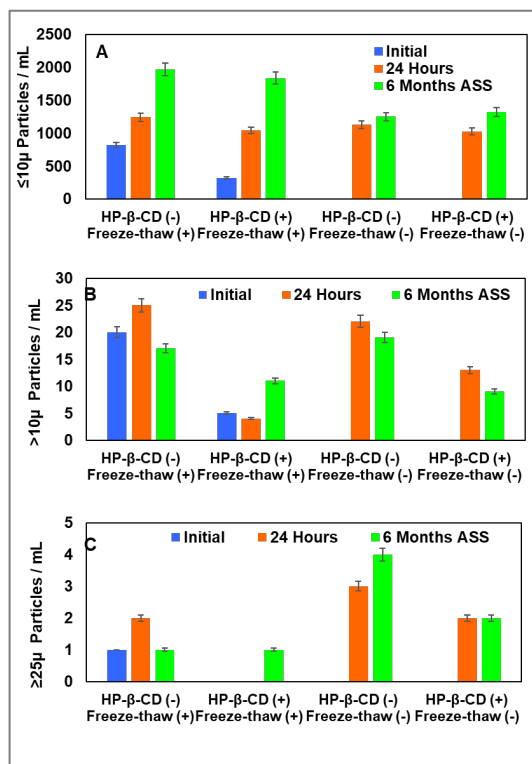 A
Initial
24 Hours
6 Months ASS
≤10µ Particles / mL
2500
2000
1500
1000
500
0
HP-β-CD (-) HP-β-CD (+) HP-β-CD (-) HP-β-CD (+)
Freeze-thaw (+) Freeze-thaw (+) Freeze-thaw (-) Freeze-thaw (-)
B
Initial 24 Hours 6 Months ASS
>10µ Particles / mL
30
25
20
15
10
5
0
HP-β-CD (-) HP-β-CD (+) HP-β-CD (-) HP-β-CD (+)
Freeze-thaw (+) Freeze-thaw (+) Freeze-thaw (-) Freeze-thaw (-)
C
Initial 24 Hours 6 Months ASS
≥25µ Particles / mL
5
4
3
2
1
0
HP-β-CD (-) HP-β-CD (+) HP-β-CD (-) HP-β-CD (+)
Freeze-thaw (+) Freeze-thaw (+) Freeze-thaw (-) Freeze-thaw (-)